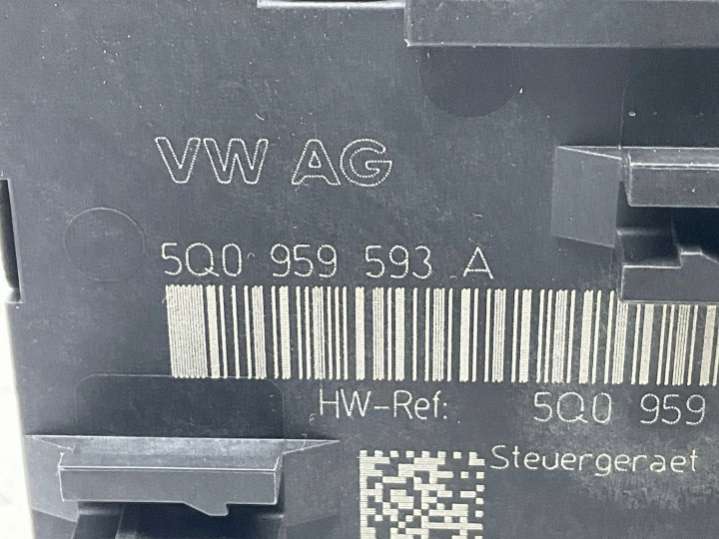 VW AG
5Q0 959 593 A
HW-Ref: 5Q0 959
Steuergeraet